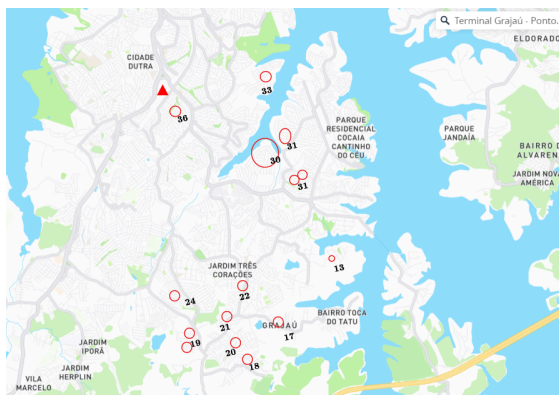 Terminal Grajaú - Ponto.
ELDORADO
CIDADE
DUTRA
33
36
PARQUE
RESIDENCIAL
COCAIA
CANTINHO
DO CÉU
PARQUE
JANDAIA
31
30
BAIRRO D
ALVAREN
JARDIM NOVA
AMÉRICA
31
JARDIM TRÊS
CORAÇÕES
13
22
24
BAIRRO TOCA
DO TATU
21
GRAJAÚ
17
19
20
18
JARDIM
IPORÃ
JARDIM
HERPLIN
VILA
MARCELO